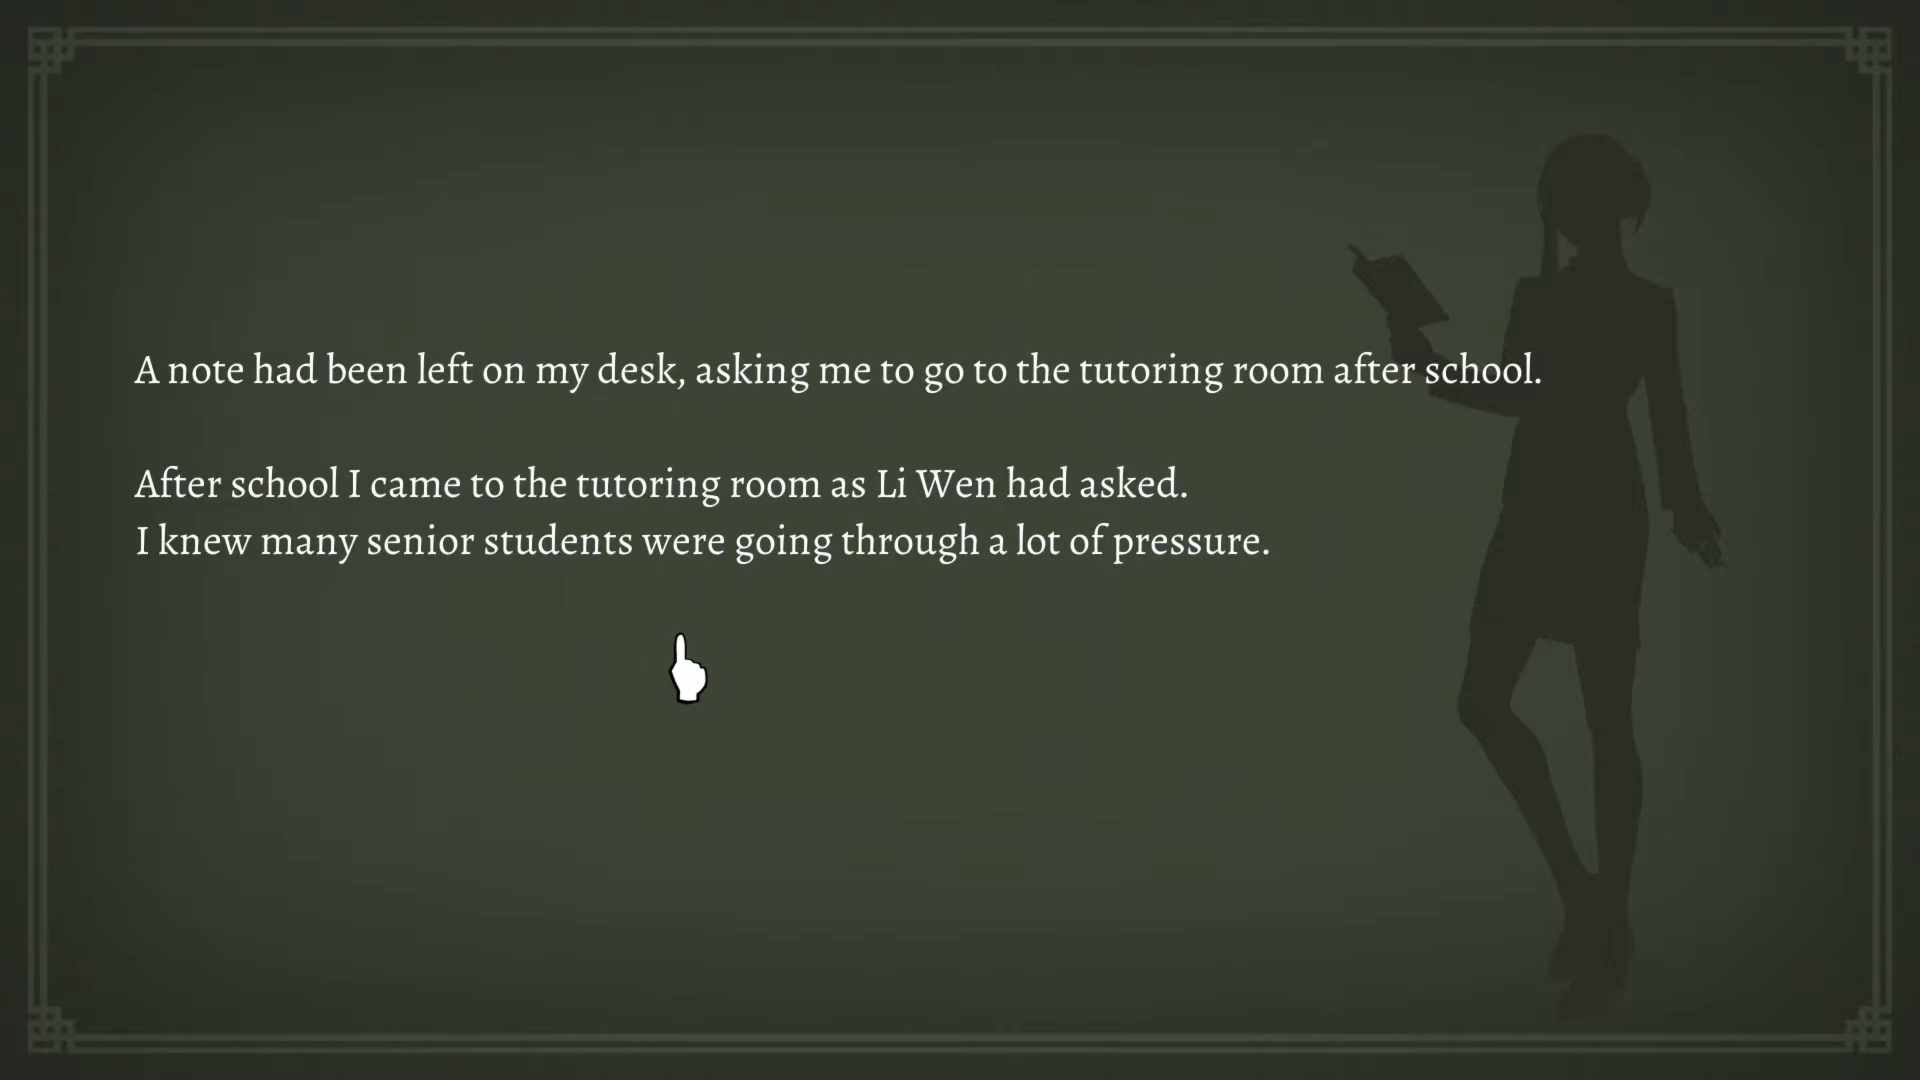 A note had been left on my desk, asking me to go to the tutoring room after school.
After school I came to the tutoring room as Li Wen had asked.
I knew many senior students were going through a lot of pressure.